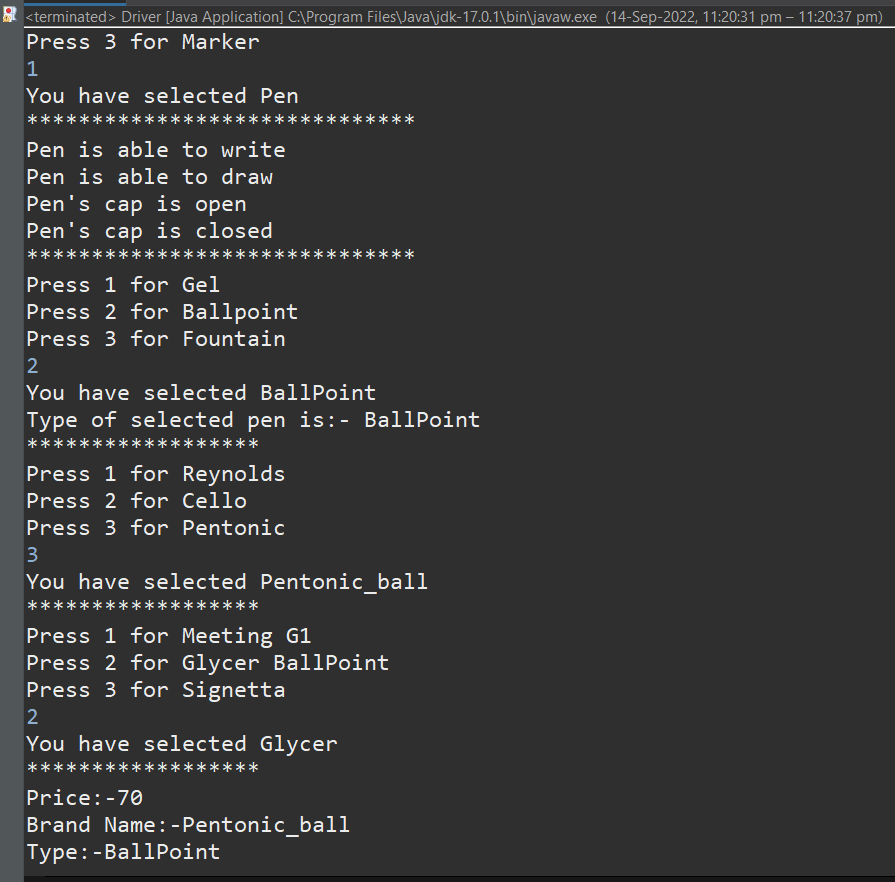 <terminated> Driver [Java Application] C:\Program Files\Java\jdk-17.0.1\bin\javaw.exe (14-Sep-2022, 11:20:31 pm – 11:20:37 pm)
Press 3 for Marker
1
You have selected Pen
******************************
Pen is able to write
Pen is able to draw
Pen's cap is open
Pen's cap is closed
******************************
Press 1 for Gel
Press 2 for Ballpoint
Press 3 for Fountain
2
You have selected BallPoint
Type of selected pen is:- BallPoint
******************
Press 1 for Reynolds
Press 2 for Cello
Press 3 for Pentonic
3
You have selected Pentonic_ball
******************
Press 1 for Meeting G1
Press 2 for Glycer BallPoint
Press 3 for Signetta
2
You have selected Glycer
******************
Price:-70
Brand Name:-Pentonic_ball
Type:-BallPoint